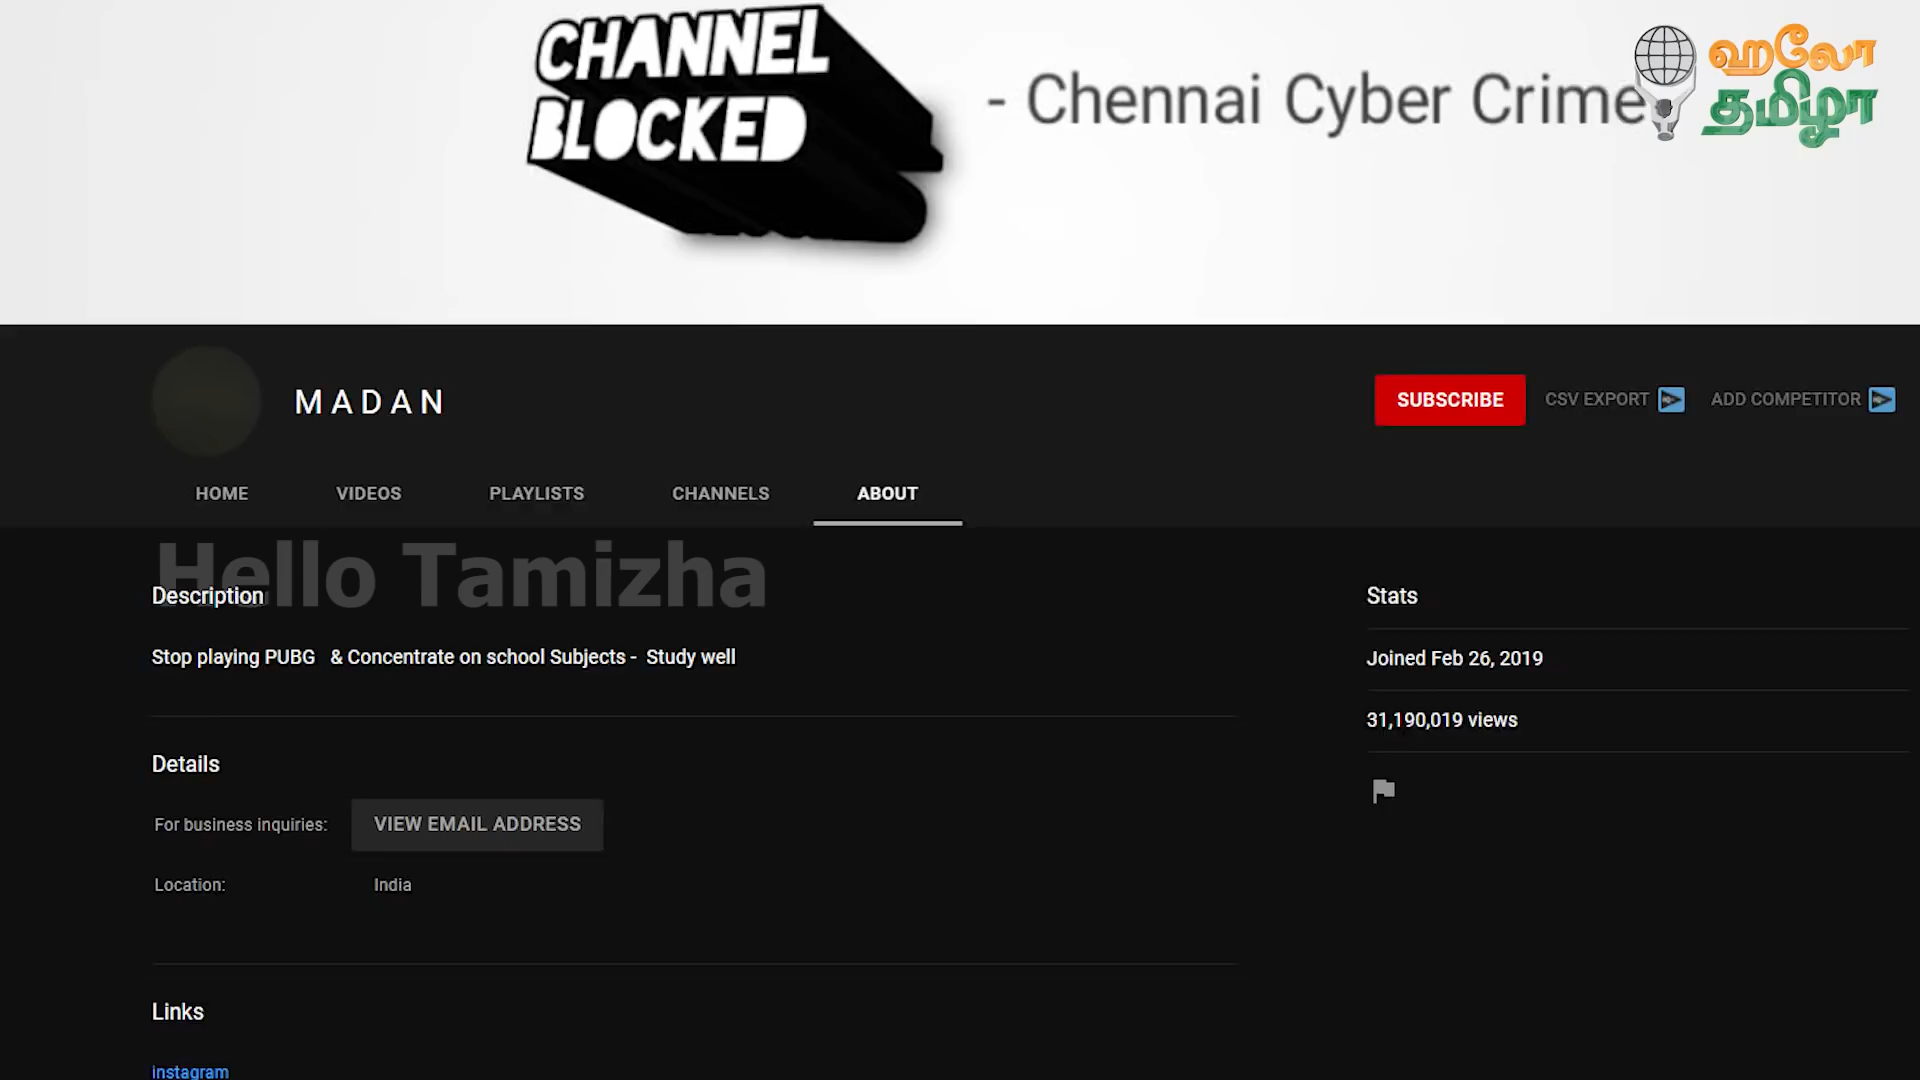 CHANNEL
BLOCKED
- Chennai Cyber Crime
ஹலோ
தமிழா
MADAN
SUBSCRIBE
CSV EXPORT
ADD COMPETITOR
HOME
VIDEOS
PLAYLISTS
CHANNELS
ABOUT
Hello Tamizha
Description
Stop playing PUBG & Concentrate on school Subjects - Study well
Stats
Joined Feb 26, 2019
31,190,019 views
Details
For business inquiries:
VIEW EMAIL ADDRESS
Location:
India
Links
instagram